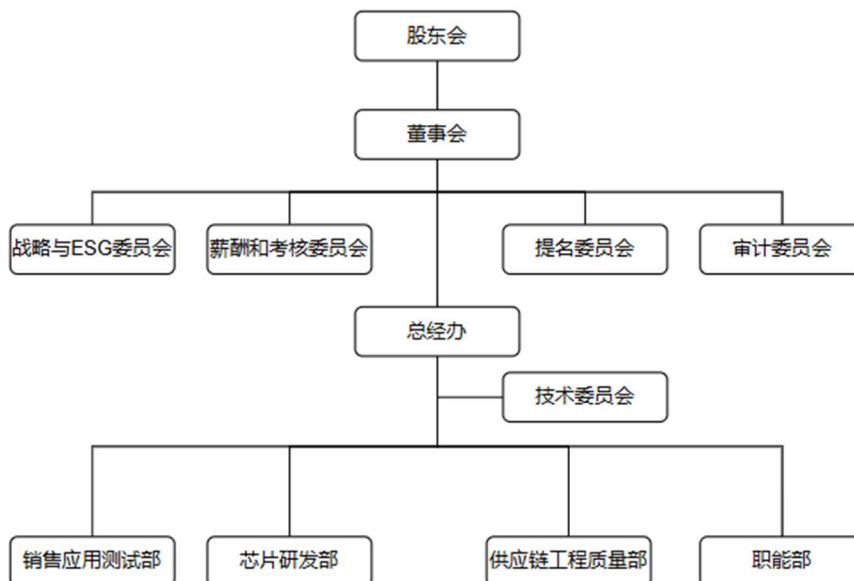 股东会
董事会
战略与ESG委员会
薪酬和考核委员会
提名委员会
审计委员会
总经办
技术委员会
销售应用测试部
芯片研发部
供应链工程质量部
职能部